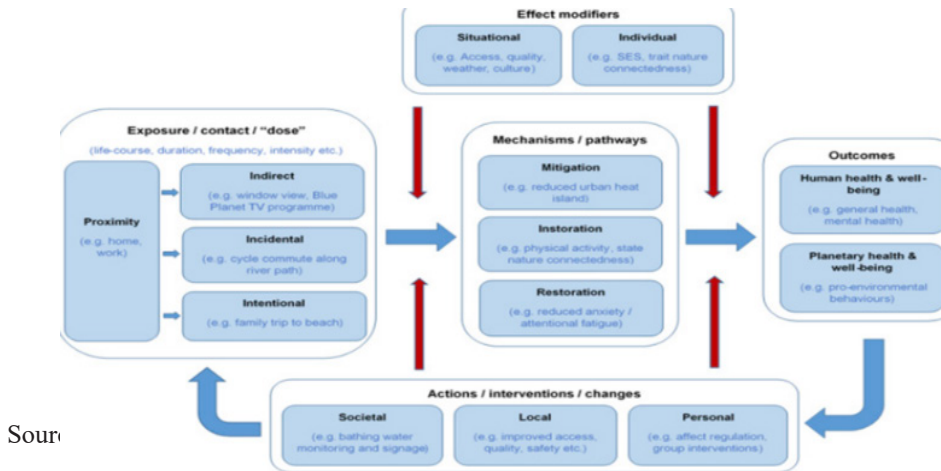 Effect modifiers
Situational
(e.g. Access, quality,
weather, culture)
Individual
(e.g. SES, trait nature
connectedness)
Exposure / contact / “dose”
(life-course, duration, frequency, intensity etc.)
Proximity
(e.g. home,
work)
Indirect
(e.g. window view, Blue
Planet TV programme)
Incidental
(e.g. cycle commute along
river path)
Intentional
(e.g. family trip to beach)
Mechanisms / pathways
Mitigation
(e.g. reduced urban heat
island)
Instoration
(e.g. physical activity, state
nature connectedness)
Restoration
(e.g. reduced anxiety /
attentional fatigue)
Outcomes
Human health & well-
being
(e.g. general health,
mental health)
Planetary health &
well-being
(e.g. pro-environmental
behaviours)
Actions / interventions / changes
Societal
(e.g. bathing water
monitoring and signage)
Local
(e.g. improved access,
quality, safety etc.)
Personal
(e.g. affect regulation,
group interventions)